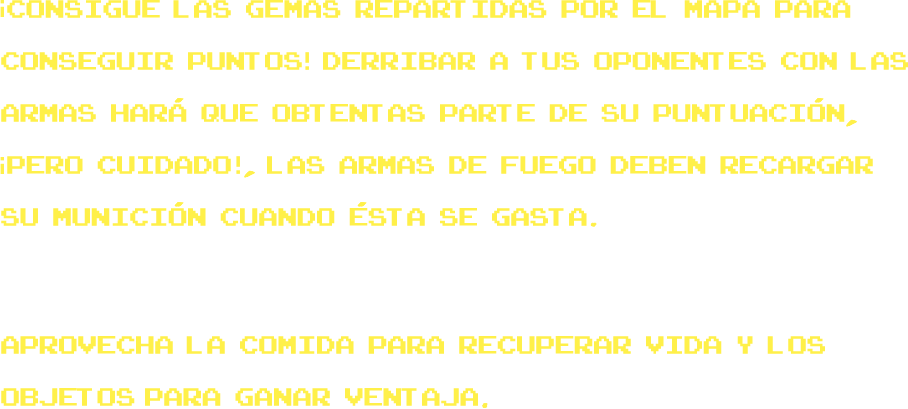 ¡CONSIGUE LAS GEMAS REPARTIDAS POR EL MAPA PARA
CONSEGUIR PUNTOS! DERRIBAR A TUS OPONENTES CON LAS
ARMAS HARÁ QUE OBTENTAS PARTE DE SU PUNTUACIÓN,
¡PERO CUIDADO!, LAS ARMAS DE FUEGO DEBEN RECARGAR
SU MUNICIÓN CUANDO ÉSTA SE GASTA.
APROVECHA LA COMIDA PARA RECUPERAR VIDA Y LOS
OBJETOS PARA GANAR VENTAJA.